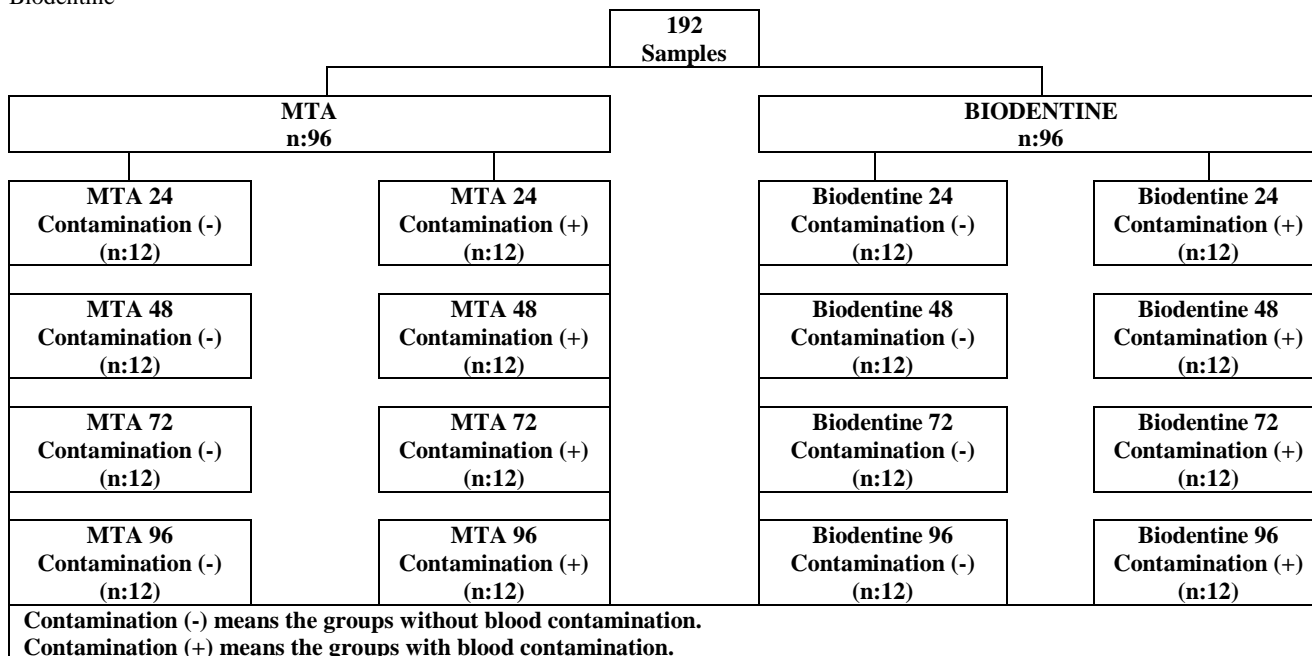 Biodentine
192
Samples
MTA
n:96
BIODENTINE
n:96
MTA 24
Contamination (-)
(n:12)
MTA 24
Contamination (+)
(n:12)
Biodentine 24
Contamination (-)
(n:12)
Biodentine 24
Contamination (+)
(n:12)
MTA 48
Contamination (-)
(n:12)
MTA 48
Contamination (+)
(n:12)
Biodentine 48
Contamination (-)
(n:12)
Biodentine 48
Contamination (+)
(n:12)
MTA 72
Contamination (-)
(n:12)
MTA 72
Contamination (+)
(n:12)
Biodentine 72
Contamination (-)
(n:12)
Biodentine 72
Contamination (+)
(n:12)
MTA 96
Contamination (-)
(n:12)
MTA 96
Contamination (+)
(n:12)
Biodentine 96
Contamination (-)
(n:12)
Biodentine 96
Contamination (+)
(n:12)
Contamination (-) means the groups without blood contamination.
Contamination (+) means the groups with blood contamination.